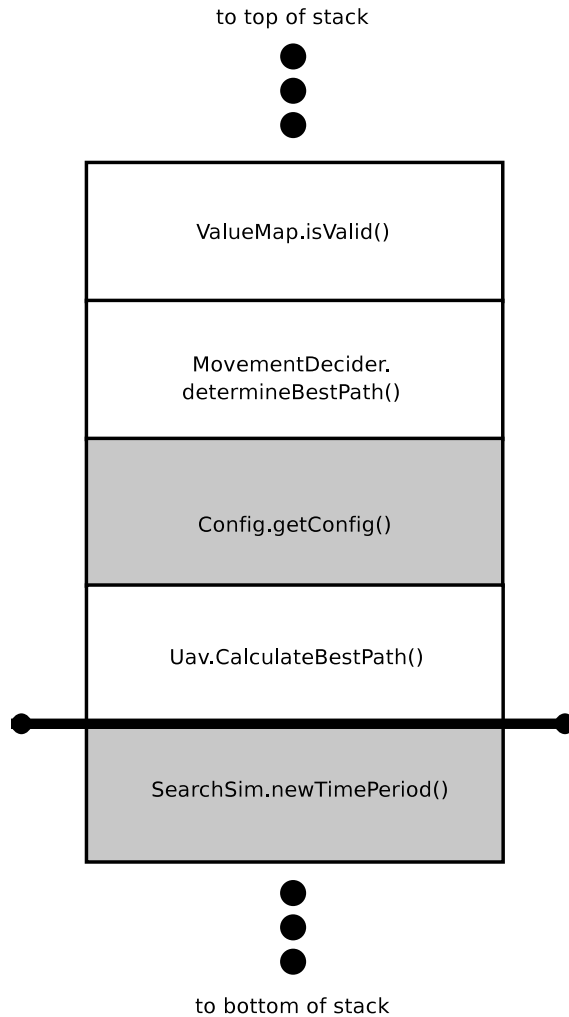 to top of stack
ValueMap.isValid()
MovementDecider.
determineBestPath()
Config.getConfig()
Uav.CalculateBestPath()
SearchSim.newTimePeriod()
to bottom of stack